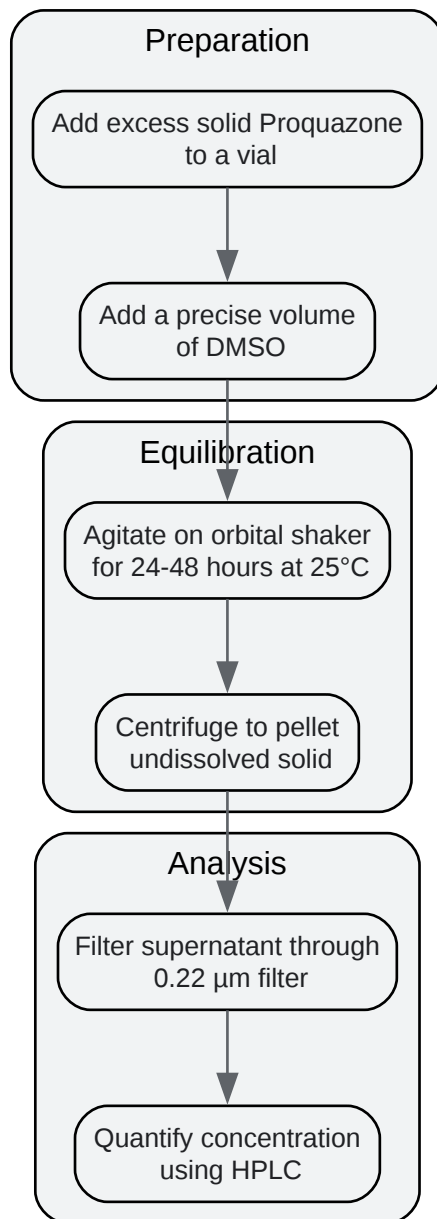 Preparation
Add excess solid Proquazone
to a vial
Add a precise volume
of DMSO
Equilibration
Agitate on orbital shaker
for 24-48 hours at 25°C
Centrifuge to pellet
undissolved solid
Analysis
Filter supernatant through
0.22 µm filter
Quantify concentration
using HPLC